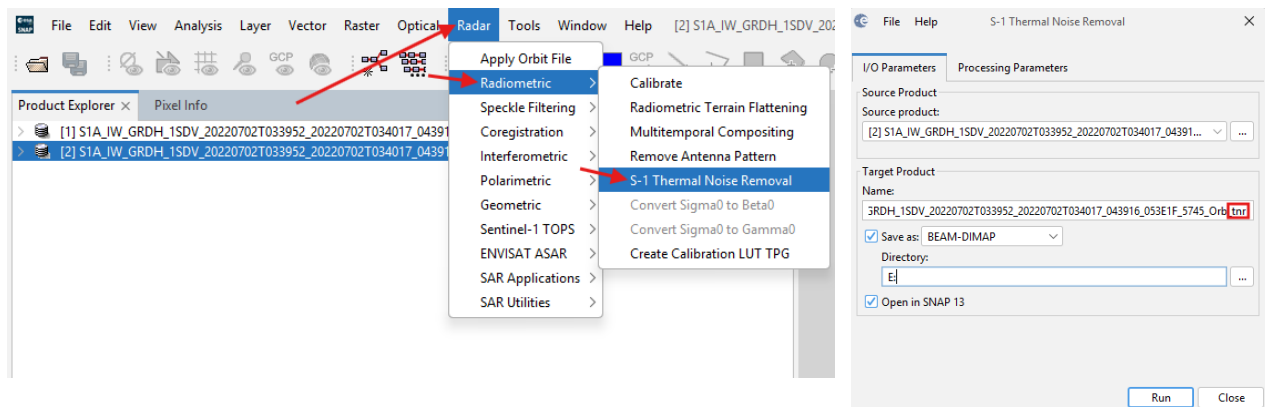 File Edit View Analysis Layer Vector Raster Optical Radar Tools Window Help [2] S1A_IW_GRDH_1SDV_202
GCP GCP
Product Explorer × Pixel Info
[1] S1A_IW_GRDH_1SDV_20220702T033952_20220702T034017_04391
[2] S1A_IW_GRDH_1SDV_20220702T033952_20220702T034017_04391
Apply Orbit File
Radiometric
Speckle Filtering
Coregistration
Interferometric
Polarimetric
Geometric
Sentinel-1 TOPS
ENVISAT ASAR
SAR Applications
SAR Utilities
Calibrate
Radiometric Terrain Flattening
Multitemporal Compositing
Remove Antenna Pattern
S-1 Thermal Noise Removal
Convert Sigma0 to Beta0
Convert Sigma0 to Gamma0
Create Calibration LUT TPG
File Help S-1 Thermal Noise Removal
I/O Parameters Processing Parameters
Source Product
Source product:
[2] S1A_IW_GRDH_1SDV_20220702T033952_20220702T034017_04391... ...
Target Product
Name:
GRDH_1SDV_20220702T033952_20220702T034017_043916_053E1F_5745_Orb_tnr
Save as: BEAM-DIMAP
Directory:
E:
...
Open in SNAP 13
Run Close